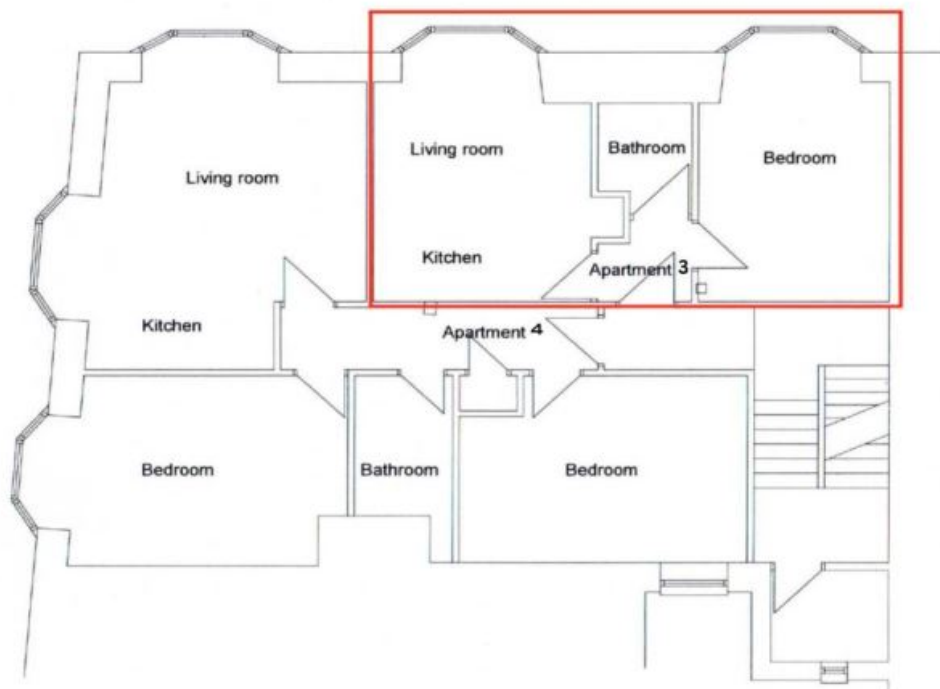 Living room
Kitchen
Living room
Kitchen
Bathroom
Bedroom
Apartment 3
Apartment 4
Bedroom
Bathroom
Bedroom